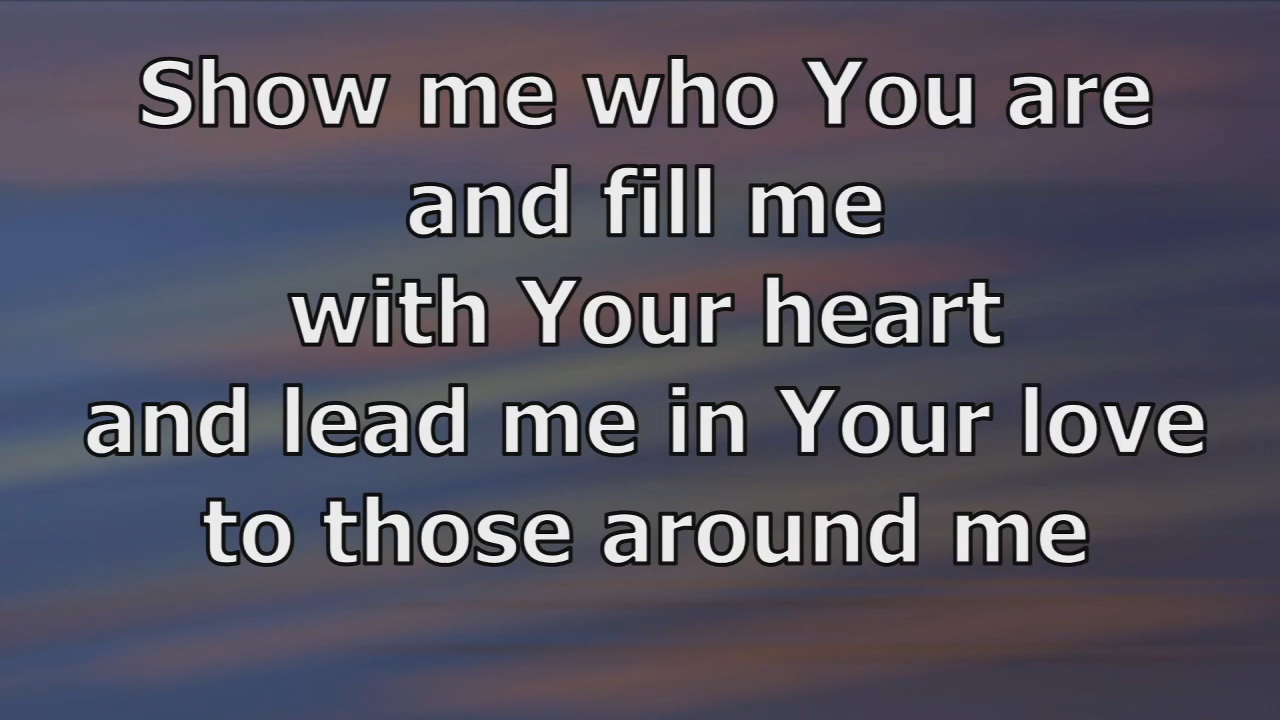 Show me who You are
and fill me
with Your heart
and lead me in Your love
to those around me